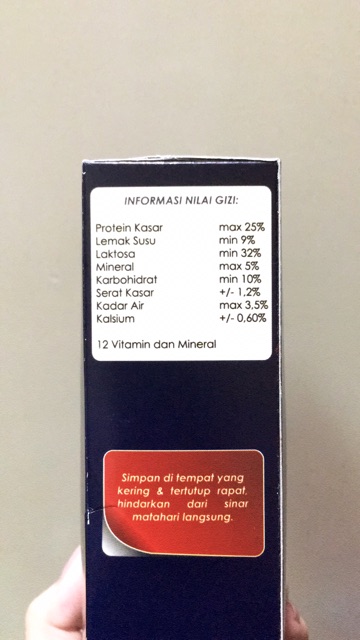 INFORMASI NILAI GIZI:
Protein Kasar max 25%
Lemak Susu min 9%
Laktosa min 32%
Mineral max 5%
Karbohidrat min 10%
Serat Kasar +/- 1,2%
Kadar Air max 3,5%
Kalsium +/- 0,60%
12 Vitamin dan Mineral
Simpan di tempat yang
kering & tertutup rapat,
hindarkan dari sinar
matahari langsung.